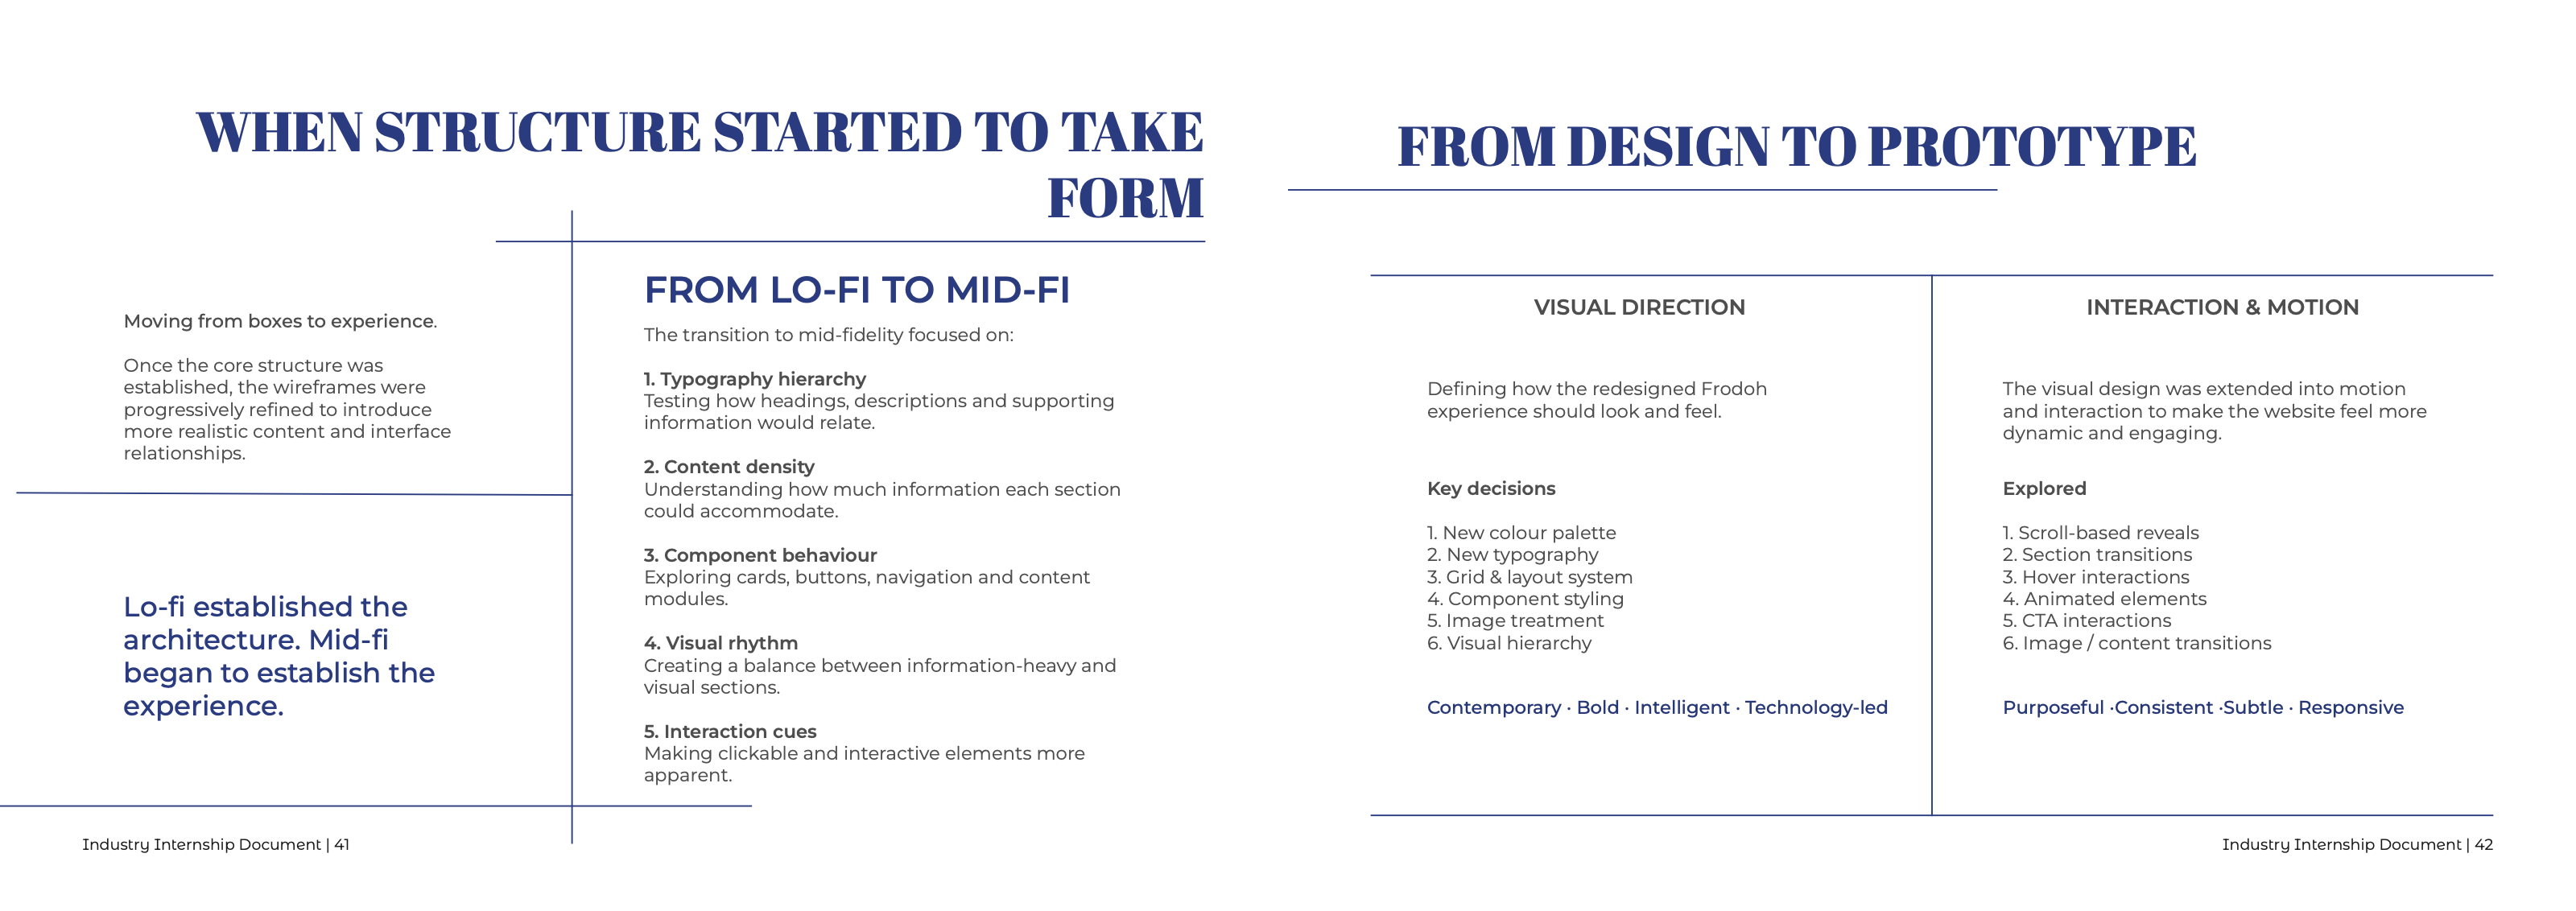 WHEN STRUCTURE STARTED TO TAKE
FORM
Moving from boxes to experience.
Once the core structure was
established, the wireframes were
progressively refined to introduce
more realistic content and interface
relationships.
Lo-fi established the
architecture. Mid-fi
began to establish the
experience.
FROM LO-FI TO MID-FI
The transition to mid-fidelity focused on:
1. Typography hierarchy
Testing how headings, descriptions and supporting
information would relate.
2. Content density
Understanding how much information each section
could accommodate.
3. Component behaviour
Exploring cards, buttons, navigation and content
modules.
4. Visual rhythm
Creating a balance between information-heavy and
visual sections.
5. Interaction cues
Making clickable and interactive elements more
apparent.
Industry Internship Document | 41
FROM DESIGN TO PROTOTYPE
VISUAL DIRECTION
Defining how the redesigned Frodoh
experience should look and feel.
Key decisions
1. New colour palette
2. New typography
3. Grid & layout system
4. Component styling
5. Image treatment
6. Visual hierarchy
Contemporary · Bold · Intelligent · Technology-led
INTERACTION & MOTION
The visual design was extended into motion
and interaction to make the website feel more
dynamic and engaging.
Explored
1. Scroll-based reveals
2. Section transitions
3. Hover interactions
4. Animated elements
5. CTA interactions
6. Image / content transitions
Purposeful ·Consistent ·Subtle · Responsive
Industry Internship Document | 42